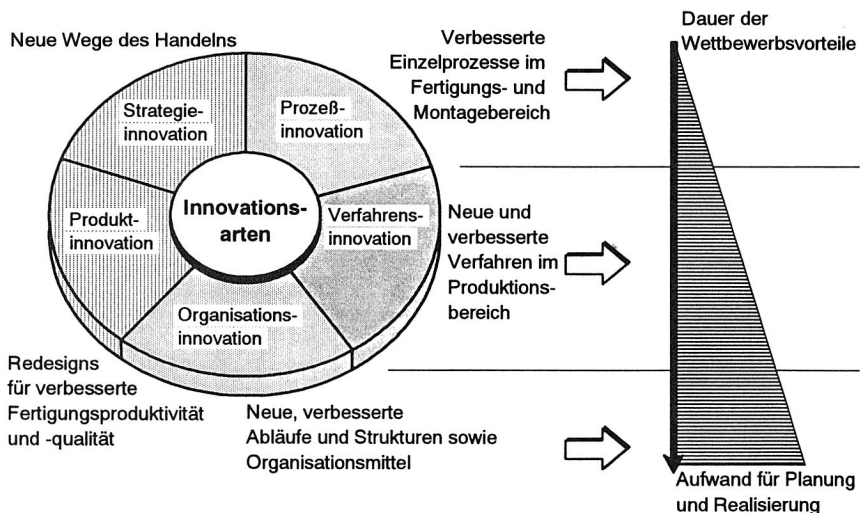 Neue Wege des Handelns
Strategie-
innovation
Prozeß-
innovation
Produkt-
innovation
Innovations-
arten
Verfahrens-
innovation
Organisations-
innovation
Redesigns
für verbesserte
Fertigungsproduktivität
und -qualität
Neue, verbesserte
Abläufe und Strukturen sowie
Organisationsmittel
Verbesserte
Einzelprozesse im
Fertigungs- und
Montagebereich
Neue und
verbesserte
Verfahren im
Produktions-
bereich
Dauer der
Wettbewerbsvorteile
Aufwand für Planung
und Realisierung